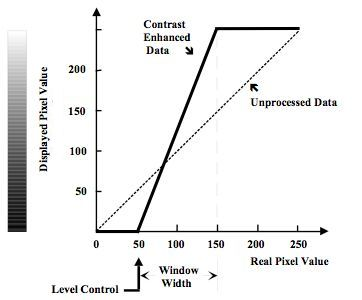 Contrast
Enhanced
Data
Unprocessed Data
Displayed Pixel Value
200
150
100
50
0
50
100
150
200
250
Real Pixel Value
Window
Width
Level Control